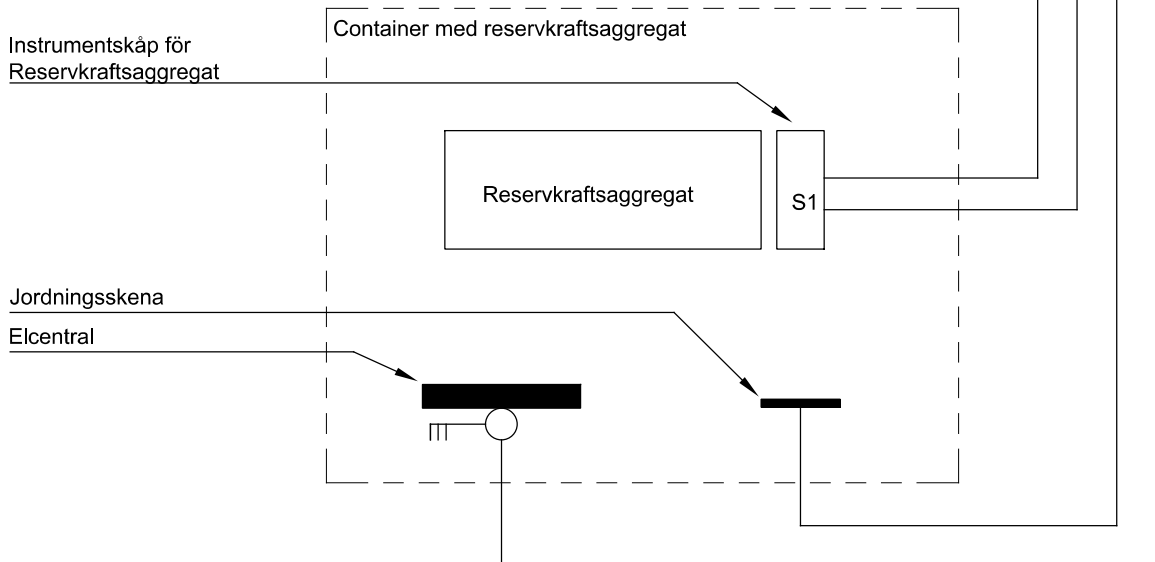 Container med reservkraftsaggregat
Instrumentskåp för
Reservkraftsaggregat
Reservkraftsaggregat
S1
Jordningsskena
Elcentral